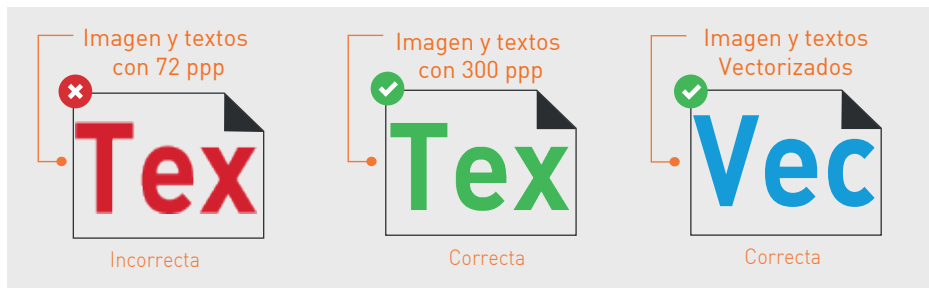 Imagen y textos
con 72 ppp
Tex
Incorrecta
Imagen y textos
con 300 ppp
Tex
Correcta
Imagen y textos
Vectorizados
Vec
Correcta